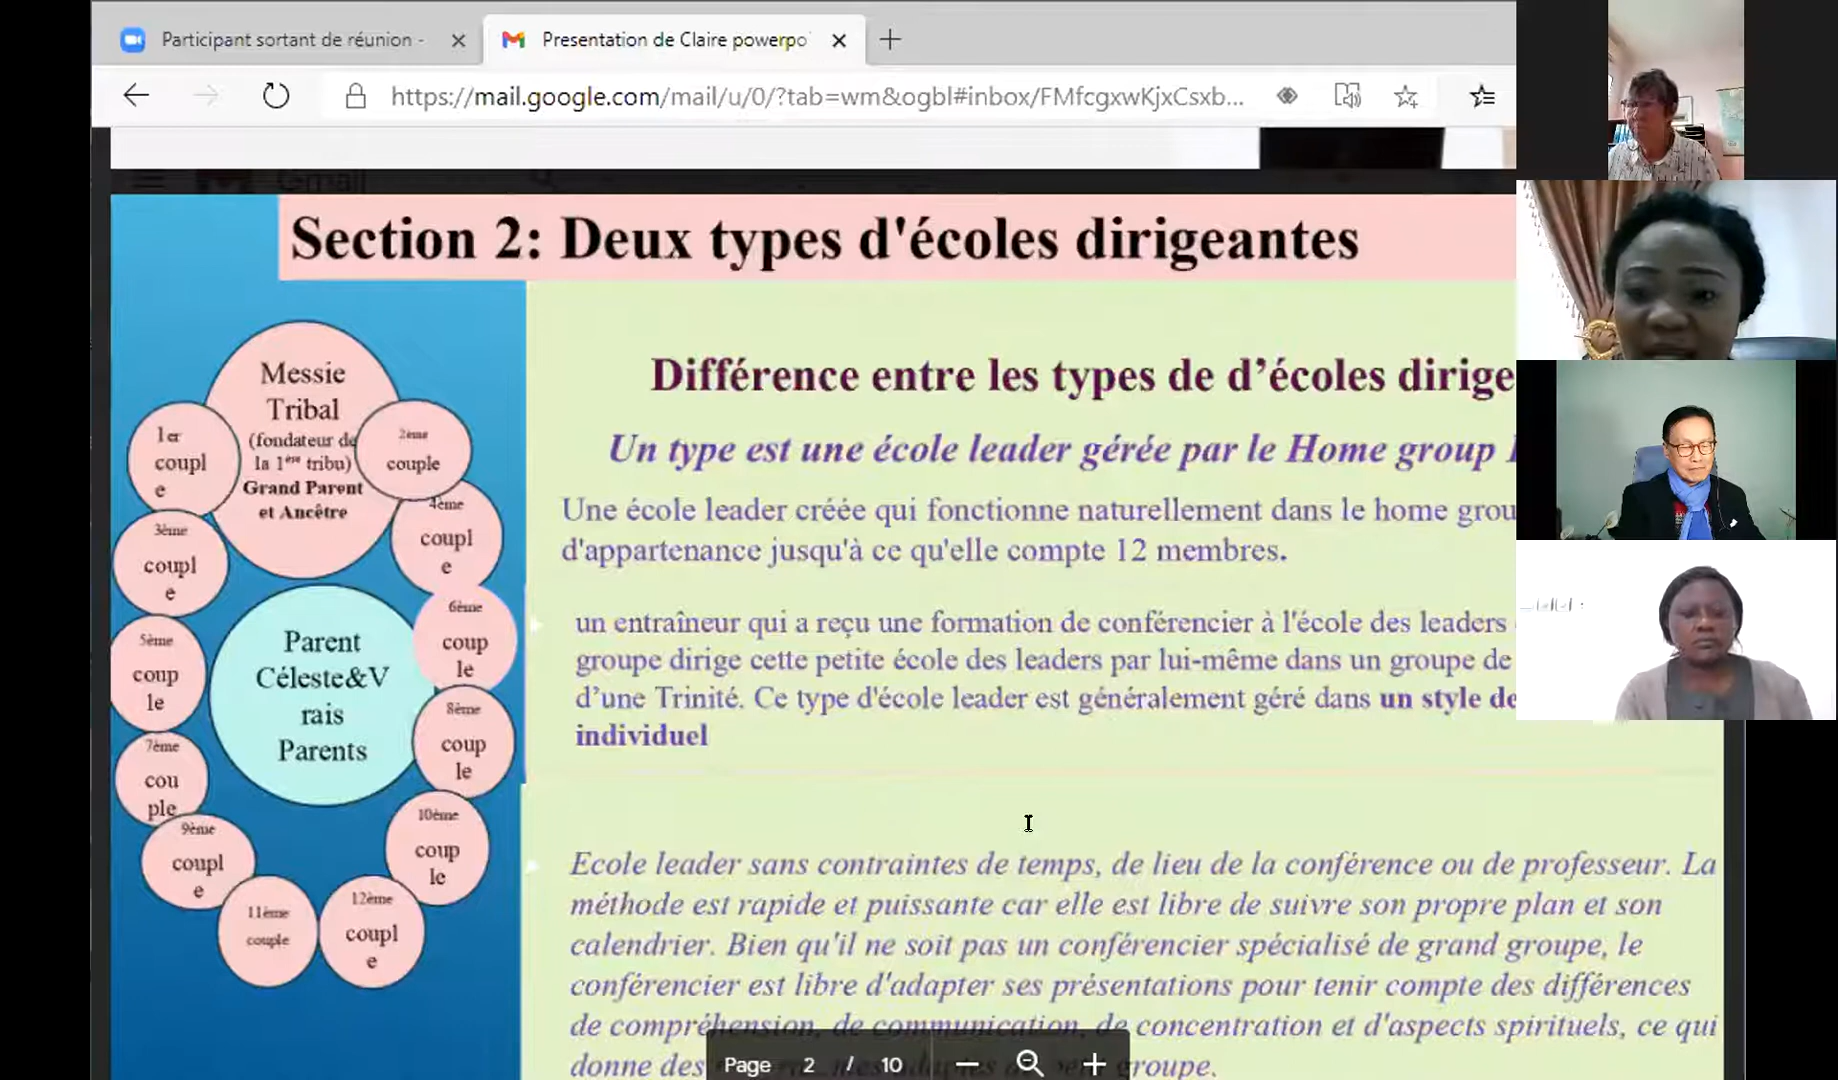 Participant sortant de réunion -
Presentation de Claire powerpo
https://mail.google.com/mail/u/0/?tab=wm&ogbl#inbox/FMfcgxwKjxCsxb...
Gmail
Section 2: Deux types d'écoles dirigeantes
Messie
Tribal
(fondateur de
la 1ère tribu)
Grand Parent
et Ancêtre
1er
coupl
e
2ème
couple
3ème
coupl
e
4ème
coupl
e
5ème
coup
le
6ème
coup
le
7ème
cou
ple
8ème
coup
le
9ème
coupl
e
10ème
coup
le
11ème
couple
12ème
coupl
e
Parent
Céleste&V
rais
Parents
Différence entre les types de d’écoles dirige
Un type est une école leader gérée par le Home group
Une école leader créée qui fonctionne naturellement dans le home grou
d'appartenance jusqu'à ce qu'elle compte 12 membres.
un entraîneur qui a reçu une formation de conférencier à l'école des leaders
groupe dirige cette petite école des leaders par lui-même dans un groupe de
d’une Trinité. Ce type d'école leader est généralement géré dans un style de
individuel
Ecole leader sans contraintes de temps, de lieu de la conférence ou de professeur. La
méthode est rapide et puissante car elle est libre de suivre son propre plan et son
calendrier. Bien qu'il ne soit pas un conférencier spécialisé de grand groupe, le
conférencier est libre d'adapter ses présentations pour tenir compte des différences
de compréhension, de communication, de concentration et d'aspects spirituels, ce qui
donne des groupe.
Page 2 / 10